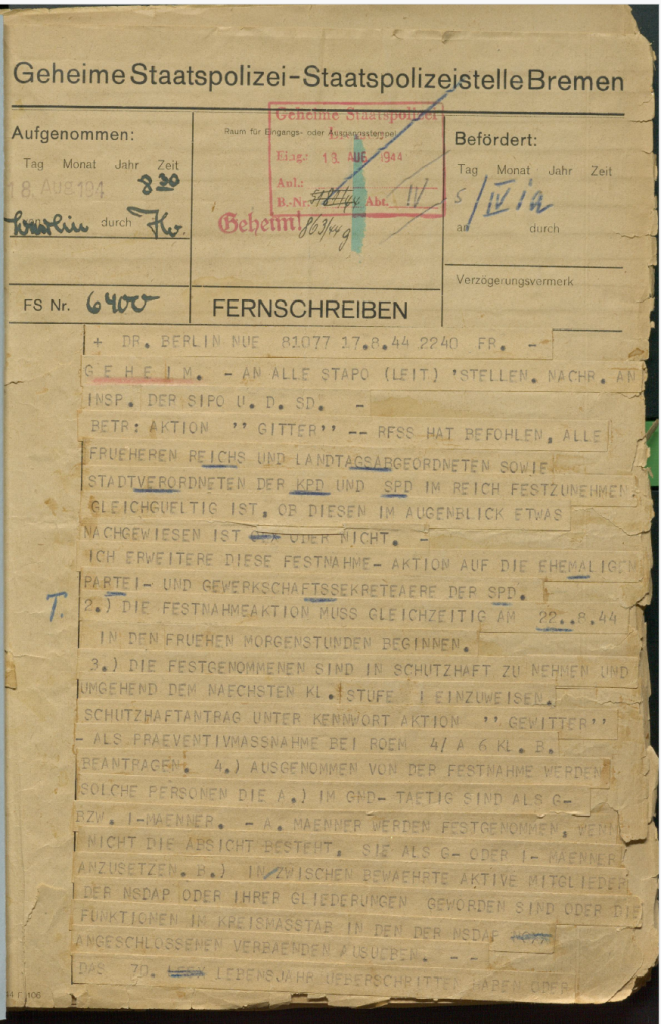 Geheime Staatspolizei - Staatspolizeistelle Bremen
Aufgenommen:
Tag Monat Jahr Zeit
18. AUG 194 8 30
Berlin durch
Raum für Eingangs- oder Ausgangsstempel
Geheime Staatspolizei
Eing.: 19. AUG. 1944
Anl.:
B.-Nr. Abt. IV
Geheim!
863/44 g
Befördert:
Tag Monat Jahr Zeit
S/IV 1a
an durch
Verzögerungsvermerk
FS Nr. 6400
FERNSCHREIBEN
+ DR. BERLIN NUE 81077 17.8.44 2240 FR. -
G E H E I M. - AN ALLE STAPO (LEIT) 'STELLEN. NACHR. AN
INSP. DER SIPO U. D. SD. -
BETR: AKTION '' GITTER'' -- RFSS HAT BEFOHLEN, ALLE
FRUEHEREN REICHS UND LANDTAGSABGEORDNETEN SOWIE
STADTVERORDNETEN DER KPD UND SPD IM REICH FESTZUNEHMEN.
GLEICHGUELTIG IST, OB DIESEN IM AUGENBLICK ETWAS
NACHGEWIESEN IST ODER NICHT. -
ICH ERWEITERE DIESE FESTNAHME- AKTION AUF DIE EHEMALIGEN
PARTEI- UND GEWERKSCHAFTSSEKRETEAERE DER SPD.
T. 2.) DIE FESTNAHMEAKTION MUSS GLEICHZEITIG AM 22..8.44
IN DEN FRUEHEN MORGENSTUNDEN BEGINNEN.
3.) DIE FESTGENOMMENEN SIND IN SCHUTZHAFT ZU NEHMEN UND
UMGEHEND DEM NAECHSTEN KL. STUFE I EINZUWEISEN.
SCHUTZHAFTANTRAG UNTER KENNWORT AKTION '' GEWITTER''
- ALS PRAEVENTIVMASSNAHME BEI ROEM 4/ A 6 KL. B.
BEANTRAGEN. 4.) AUSGENOMMEN VON DER FESTNAHME WERDEN
SOLCHE PERSONEN DIE A.) IM GND- TAETIG SIND ALS G-
BZW. I-MAENNER. - A. MAENNER WERDEN FESTGENOMMEN, WENN
NICHT DIE ABSICHT BESTEHT, SIE ALS G- ODER I- MAENNER
ANZUSETZEN. B.) INZWISCHEN BEWAEHRTE AKTIVE MITGLIEDER
DER NSDAP ODER IHRER GLIEDERUNGEN GEWORDEN SIND ODER DIE
FUNKTIONEN IM KREISMASSTAB IN DEN DER NSDAP
ANGESCHLOSSENEN VERBAENDEN AUSUEBEN. - -
DAS 70. LEBENSJAHR UEBERSCHRITTEN HABEN ODER